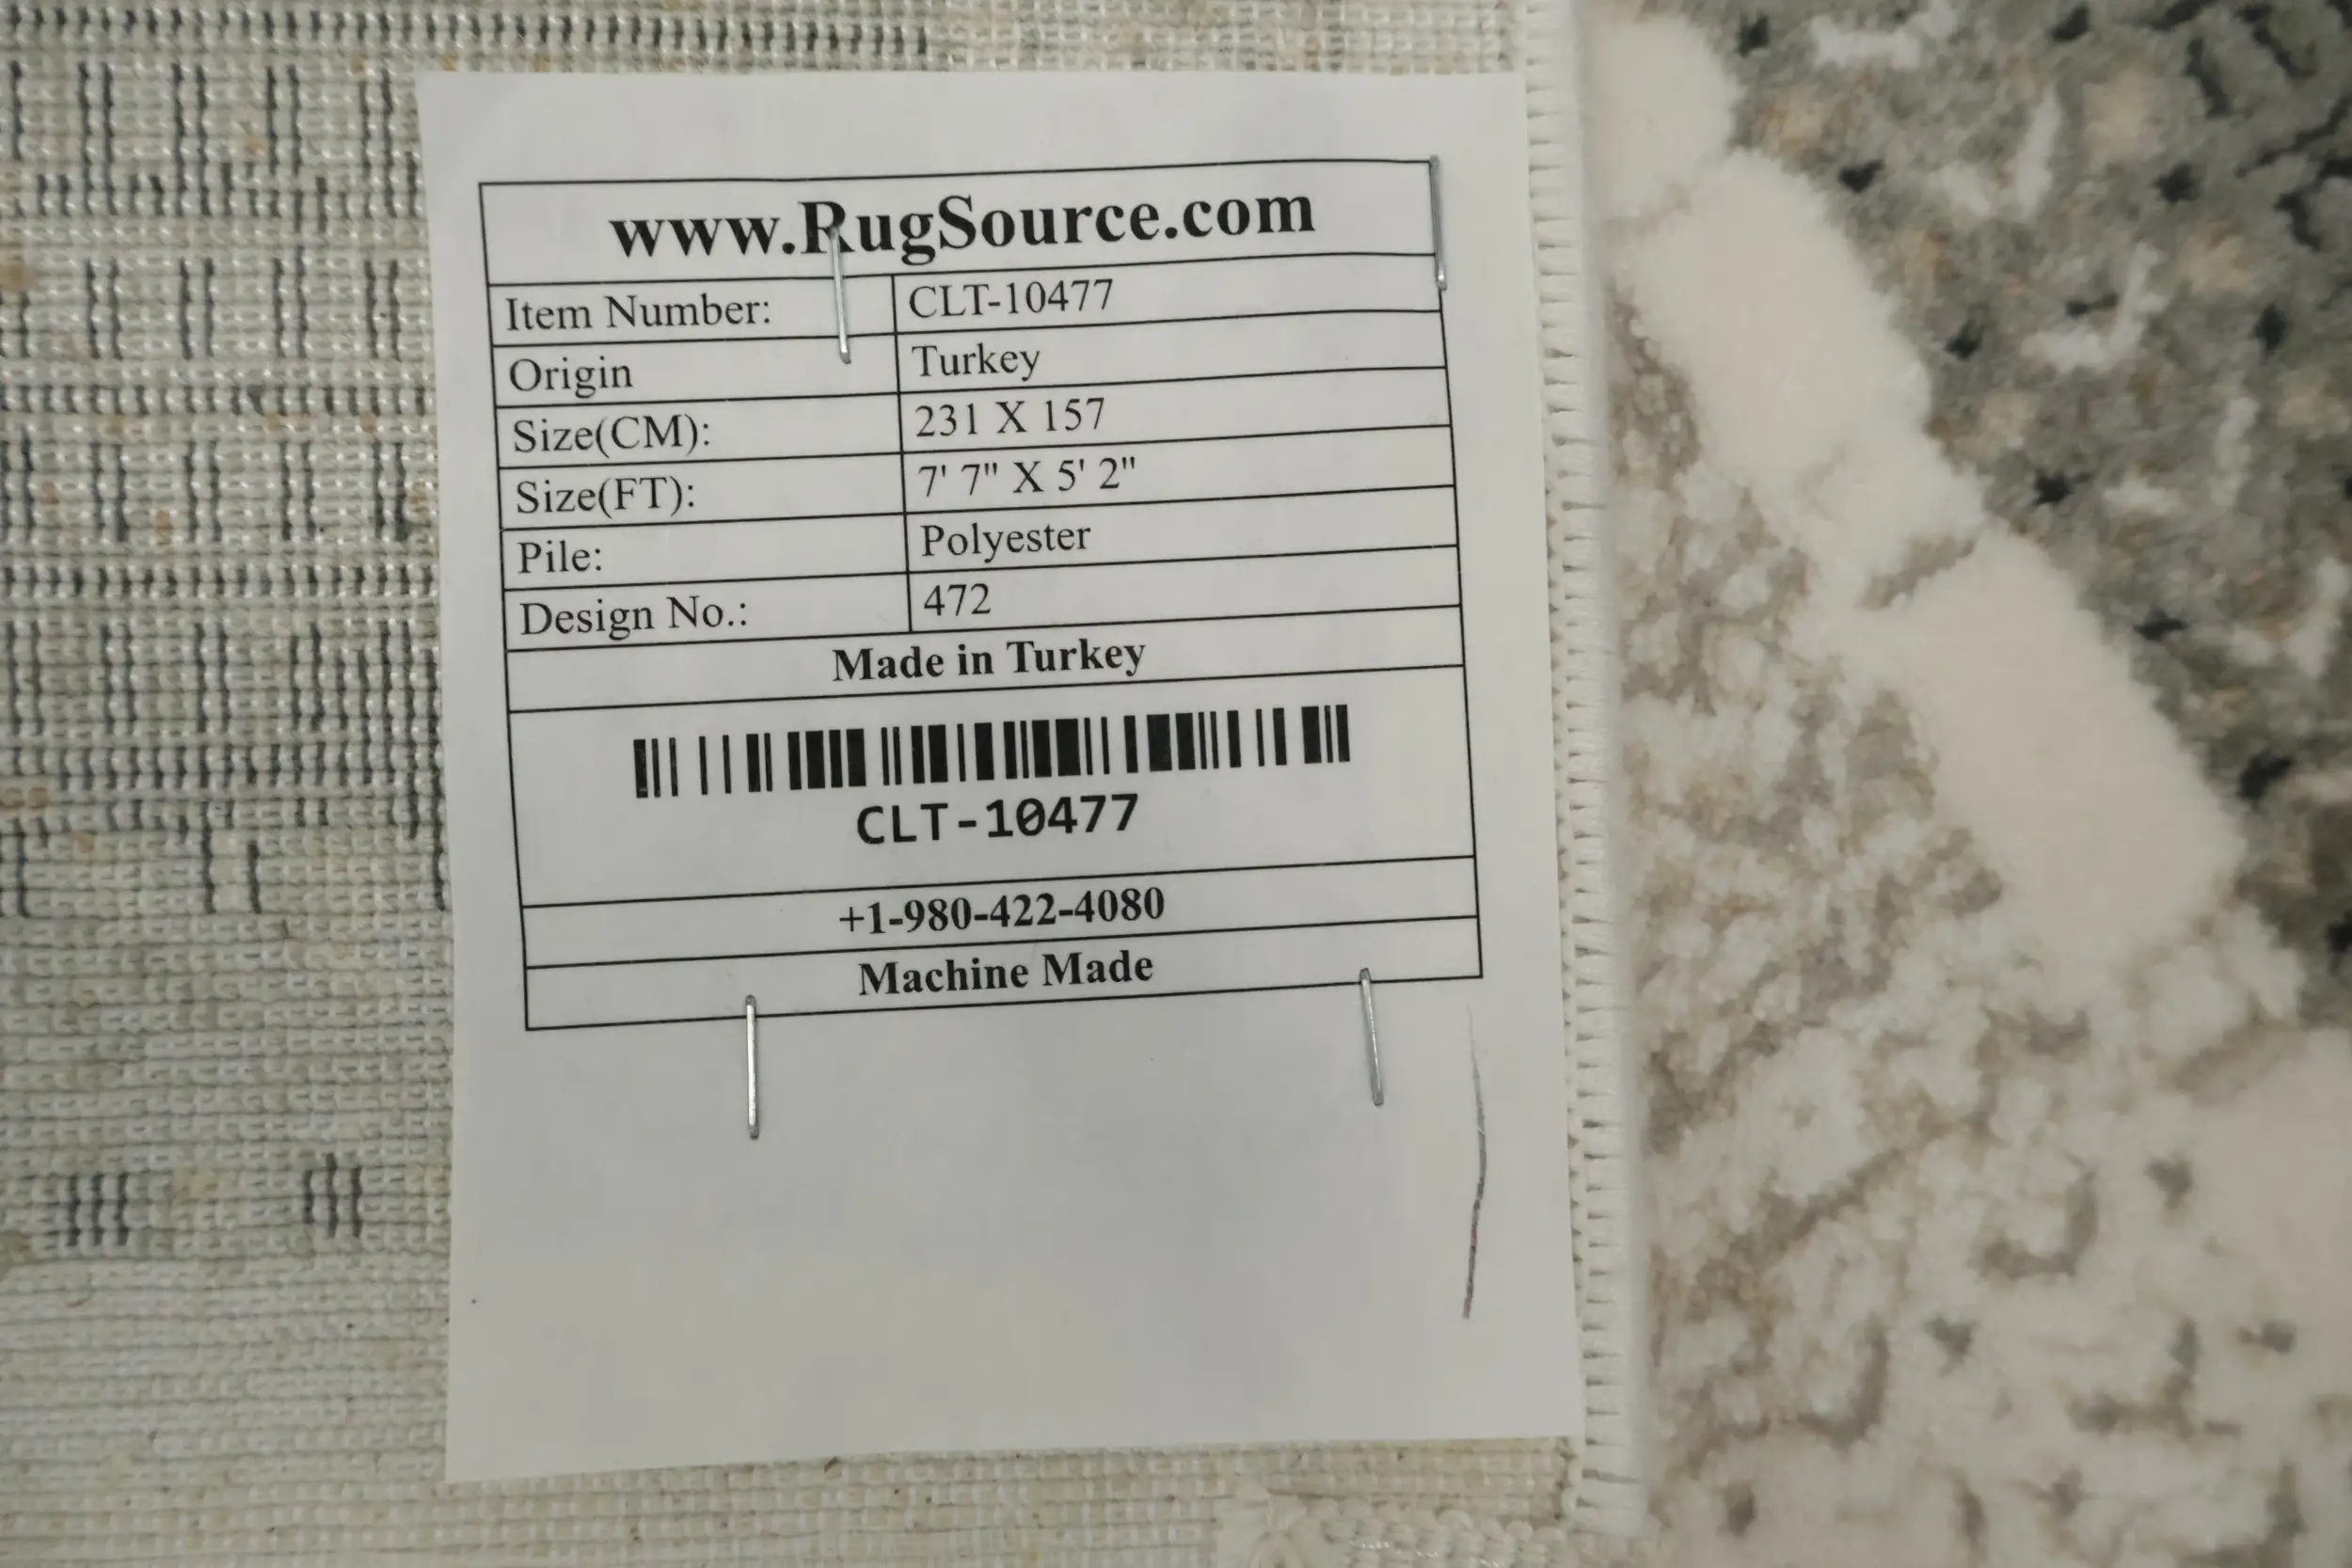 www.RugSource.com
Item Number: CLT-10477
Origin Turkey
Size(CM): 231 X 157
Size(FT): 7' 7" X 5' 2"
Pile: Polyester
Design No.: 472
Made in Turkey
CLT-10477
+1-980-422-4080
Machine Made